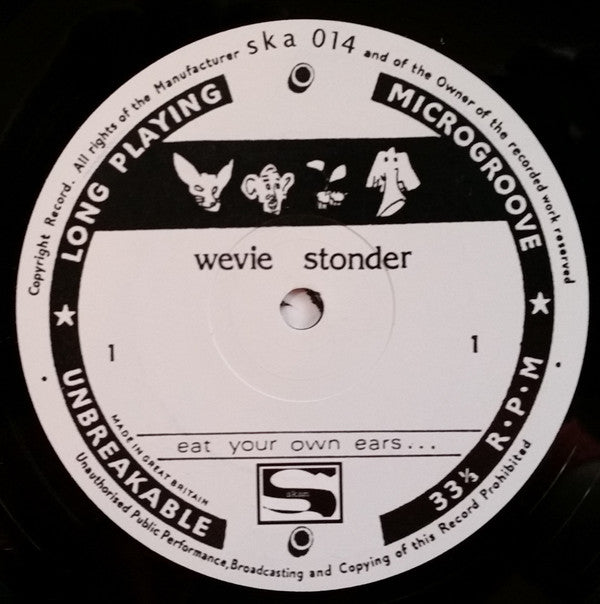 Copyright Record. All rights of the Manufacturer ska 014 and of the Owner of the recorded work reserved
LONG PLAYING
MICROGROOVE
wevie stonder
1
1
eat your own ears...
UNBREAKABLE
33⅓ R·P·M
MADE IN GREAT BRITAIN
skam
Unauthorised Public Performance, Broadcasting and Copying of this Record Prohibited